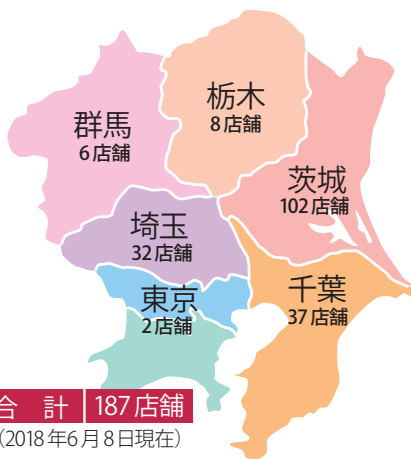 栃木
8店舗
群馬
6店舗
茨城
102店舗
埼玉
32店舗
東京
2店舗
千葉
37店舗
合計 187店舗
(2018年6月8日現在)